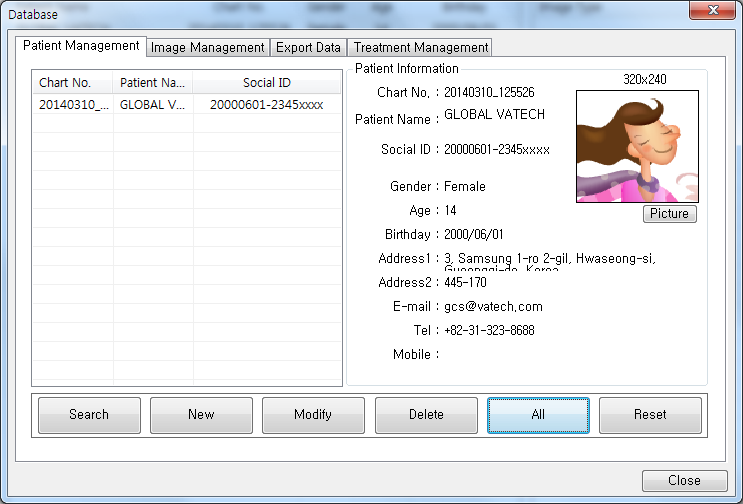 Database
Patient Management
Image Management
Export Data
Treatment Management
Chart No.
Patient Na...
Social ID
20140310_...
GLOBAL V...
20000601-2345xxxx
Patient Information
Chart No. : 20140310_125526
Patient Name : GLOBAL VATECH
Social ID : 20000601-2345xxxx
Gender : Female
Age : 14
Birthday : 2000/06/01
Address1 : 3, Samsung 1-ro 2-gil, Hwaseong-si,
Gyeonggi-do, Korea
Address2 : 445-170
E-mail : gcs@vatech.com
Tel : +82-31-323-8688
Mobile :
320x240
Picture
Search
New
Modify
Delete
All
Reset
Close